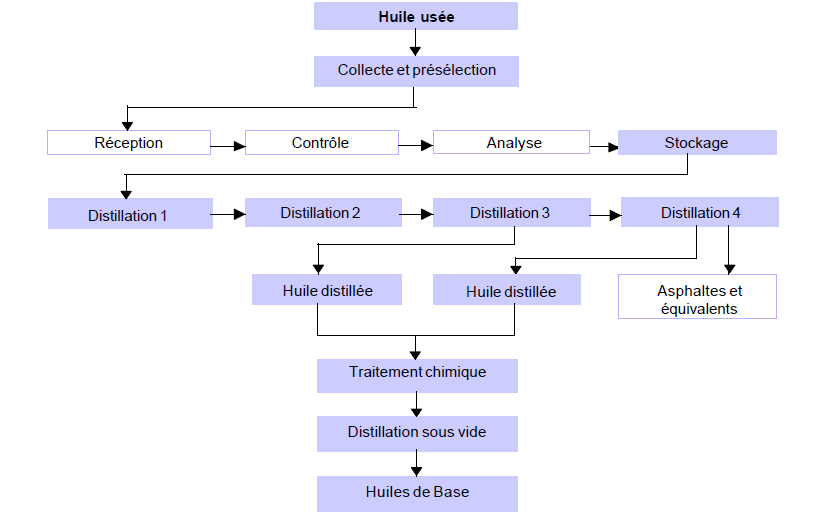 Huile usée
Collecte et présélection
Réception
Contrôle
Analyse
Stockage
Distillation 1
Distillation 2
Distillation 3
Distillation 4
Huile distillée
Huile distillée
Asphaltes et
équivalents
Traitement chimique
Distillation sous vide
Huiles de Base